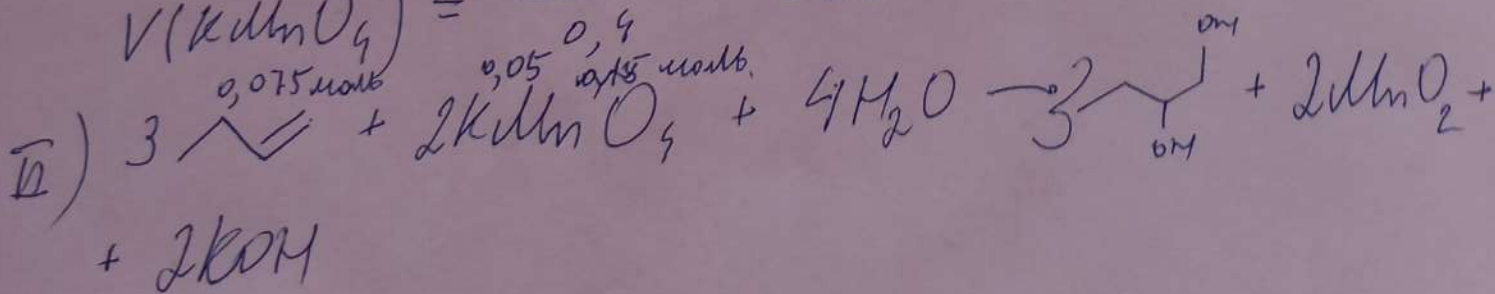 V(KMnO4) =
0,4
0,075 моль 0,05 моль.
II) 3 + 2KMnO4 + 4H2O → 3 OH OH + 2MnO2 +
+ 2KOH